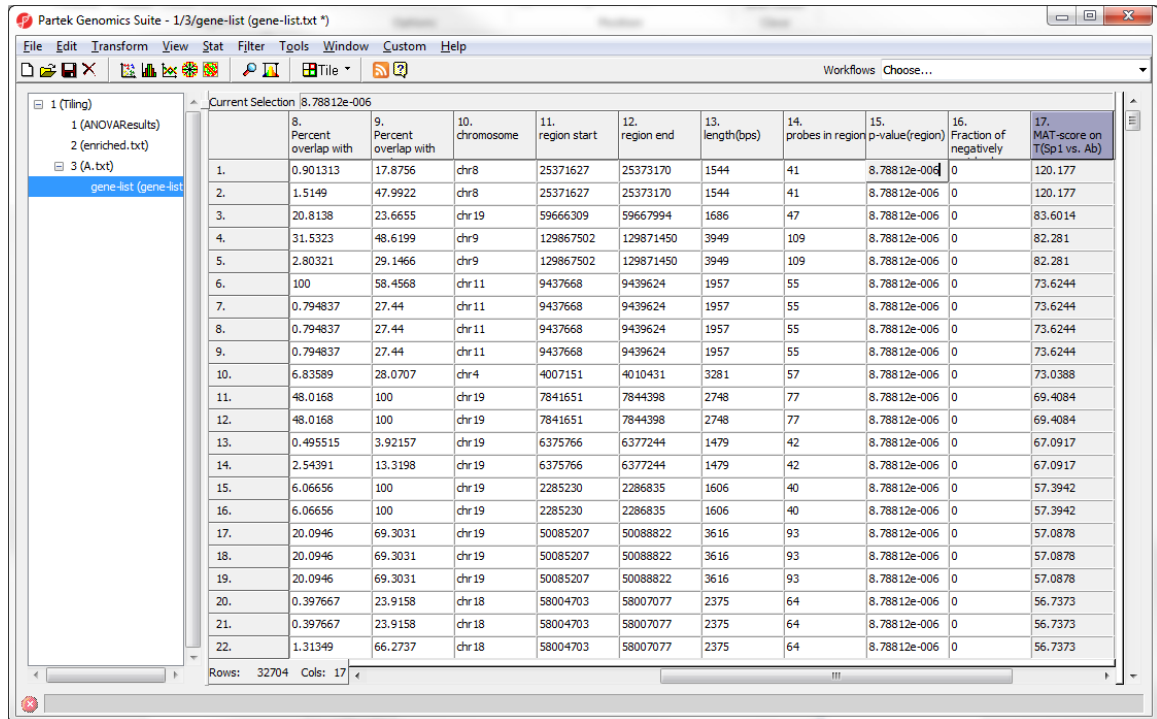 Partek Genomics Suite - 1/3/gene-list (gene-list.txt *)
File Edit Transform View Stat Filter Tools Window Custom Help
Tile Workflows Choose...
1 (Tiling)
1 (ANOVAResults)
2 (enriched.txt)
3 (A.txt)
gene-list (gene-list
Current Selection 8.78812e-006
8. Percent overlap with 9. Percent overlap with 10. chromosome 11. region start 12. region end 13. length(bps) 14. probes in region 15. p-value(region) 16. Fraction of negatively 17. MAT-score on T(Sp1 vs. Ab)
1. 0.901313 17.8756 chr8 25371627 25373170 1544 41 8.78812e-006 0 120.177
2. 1.5149 47.9922 chr8 25371627 25373170 1544 41 8.78812e-006 0 120.177
3. 20.8138 23.6655 chr19 59666309 59667994 1686 47 8.78812e-006 0 83.6014
4. 31.5323 48.6199 chr9 129867502 129871450 3949 109 8.78812e-006 0 82.281
5. 2.80321 29.1466 chr9 129867502 129871450 3949 109 8.78812e-006 0 82.281
6. 100 58.4568 chr11 9437668 9439624 1957 55 8.78812e-006 0 73.6244
7. 0.794837 27.44 chr11 9437668 9439624 1957 55 8.78812e-006 0 73.6244
8. 0.794837 27.44 chr11 9437668 9439624 1957 55 8.78812e-006 0 73.6244
9. 0.794837 27.44 chr11 9437668 9439624 1957 55 8.78812e-006 0 73.6244
10. 6.83589 28.0707 chr4 4007151 4010431 3281 57 8.78812e-006 0 73.0388
11. 48.0168 100 chr19 7841651 7844398 2748 77 8.78812e-006 0 69.4084
12. 48.0168 100 chr19 7841651 7844398 2748 77 8.78812e-006 0 69.4084
13. 0.495515 3.92157 chr19 6375766 6377244 1479 42 8.78812e-006 0 67.0917
14. 2.54391 13.3198 chr19 6375766 6377244 1479 42 8.78812e-006 0 67.0917
15. 6.06656 100 chr19 2285230 2286835 1606 40 8.78812e-006 0 57.3942
16. 6.06656 100 chr19 2285230 2286835 1606 40 8.78812e-006 0 57.3942
17. 20.0946 69.3031 chr19 50085207 50088822 3616 93 8.78812e-006 0 57.0878
18. 20.0946 69.3031 chr19 50085207 50088822 3616 93 8.78812e-006 0 57.0878
19. 20.0946 69.3031 chr19 50085207 50088822 3616 93 8.78812e-006 0 57.0878
20. 0.397667 23.9158 chr18 58004703 58007077 2375 64 8.78812e-006 0 56.7373
21. 0.397667 23.9158 chr18 58004703 58007077 2375 64 8.78812e-006 0 56.7373
22. 1.31349 66.2737 chr18 58004703 58007077 2375 64 8.78812e-006 0 56.7373
Rows: 32704 Cols: 17